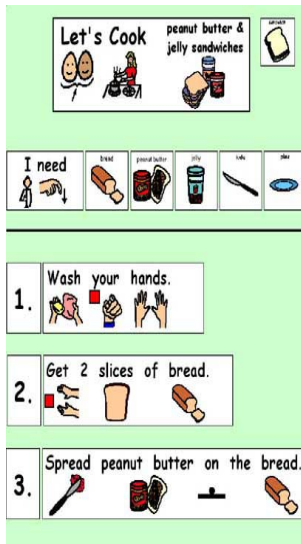 Let's Cook
peanut butter &
jelly sandwiches
sandwich
I need
bread
peanut butter
jelly
knife
plate
1.
Wash your hands.
2.
Get 2 slices of bread.
3.
Spread peanut butter on the bread.